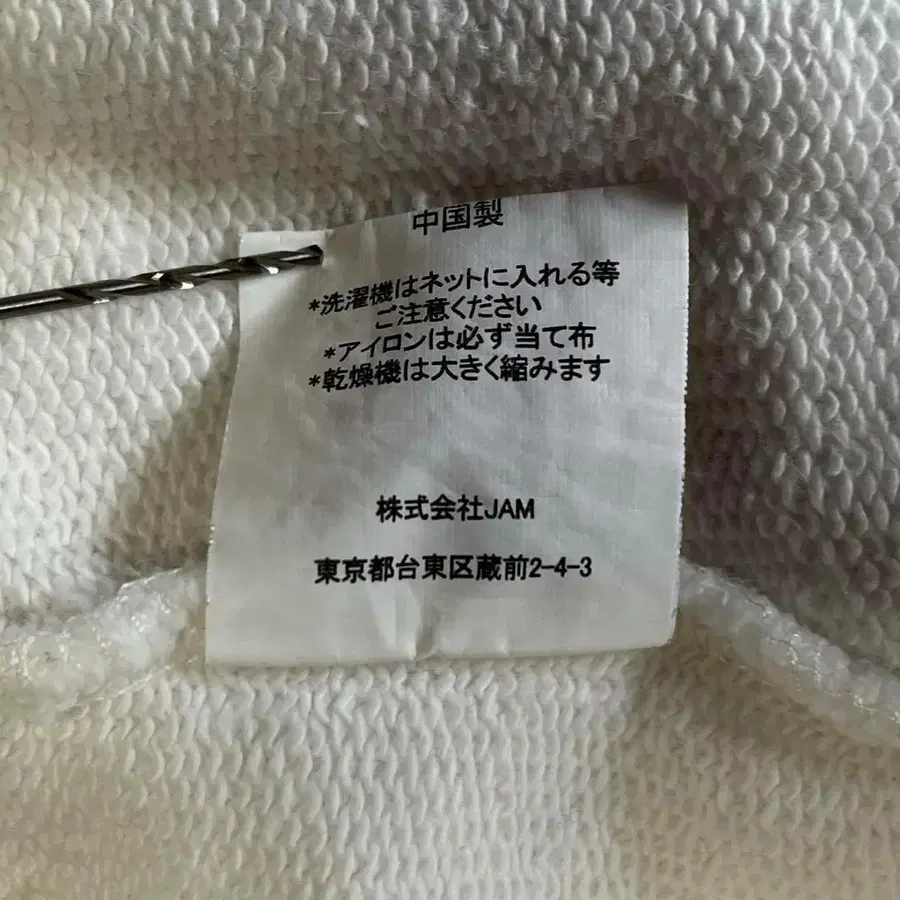 中国製
*洗濯機はネットに入れる等
ご注意ください
*アイロンは必ず当て布
*乾燥機は大きく縮みます
株式会社JAM
東京都台東区蔵前2-4-3